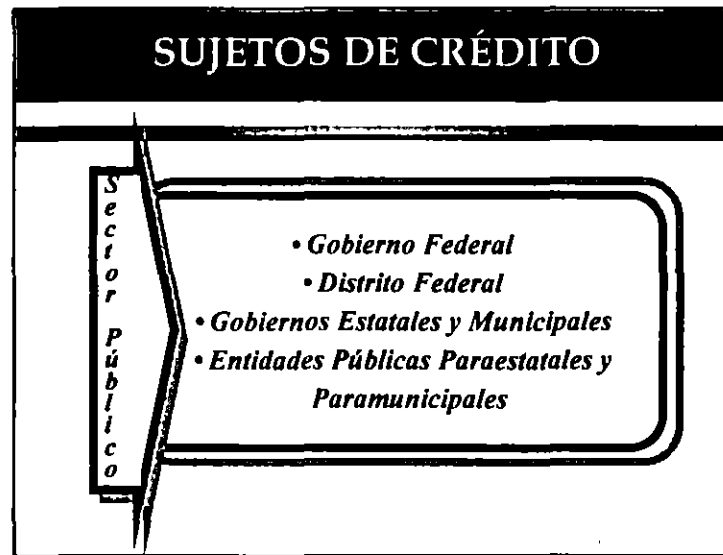 SUJETOS DE CRÉDITO
Sector Público
• Gobierno Federal
• Distrito Federal
• Gobiernos Estatales y Municipales
• Entidades Públicas Paraestatales y
Paramunicipales